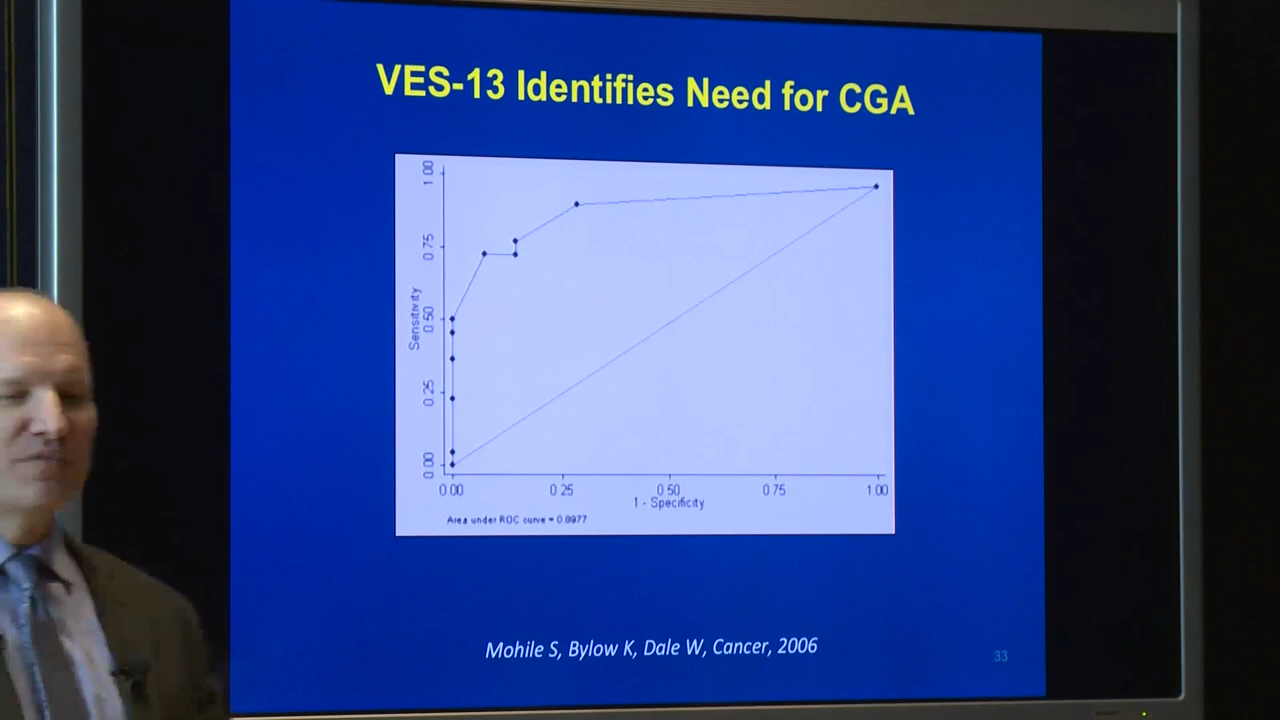 VES-13 Identifies Need for CGA
1.00
0.75
0.50
0.25
0.00
Sensitivity
0.00 0.25 0.50 0.75 1.00
1 - Specificity
Area under ROC curve = 0.8977
Mohile S, Bylow K, Dale W, Cancer, 2006
33